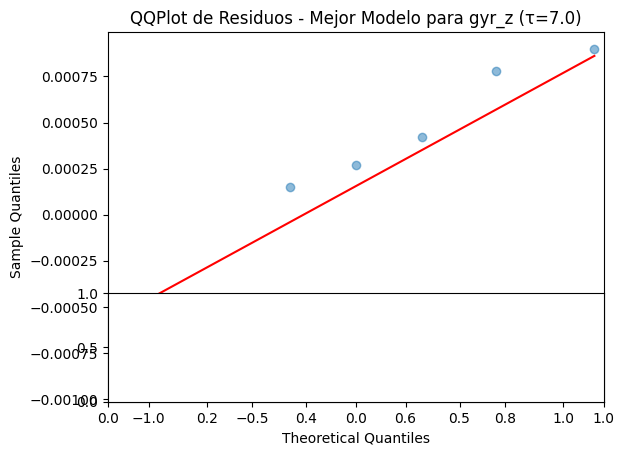 QQPlot de Residuos - Mejor Modelo para gyr_z (τ=7.0)
0.00075
0.00050
0.00025
0.00000
−0.00025
1.0
−0.00050
0.5
−0.00075
−0.00100
0.0
Sample Quantiles
0.0 −1.0 0.2 −0.5 0.4 0.0 0.6 0.5 0.8 1.0 1.0
Theoretical Quantiles